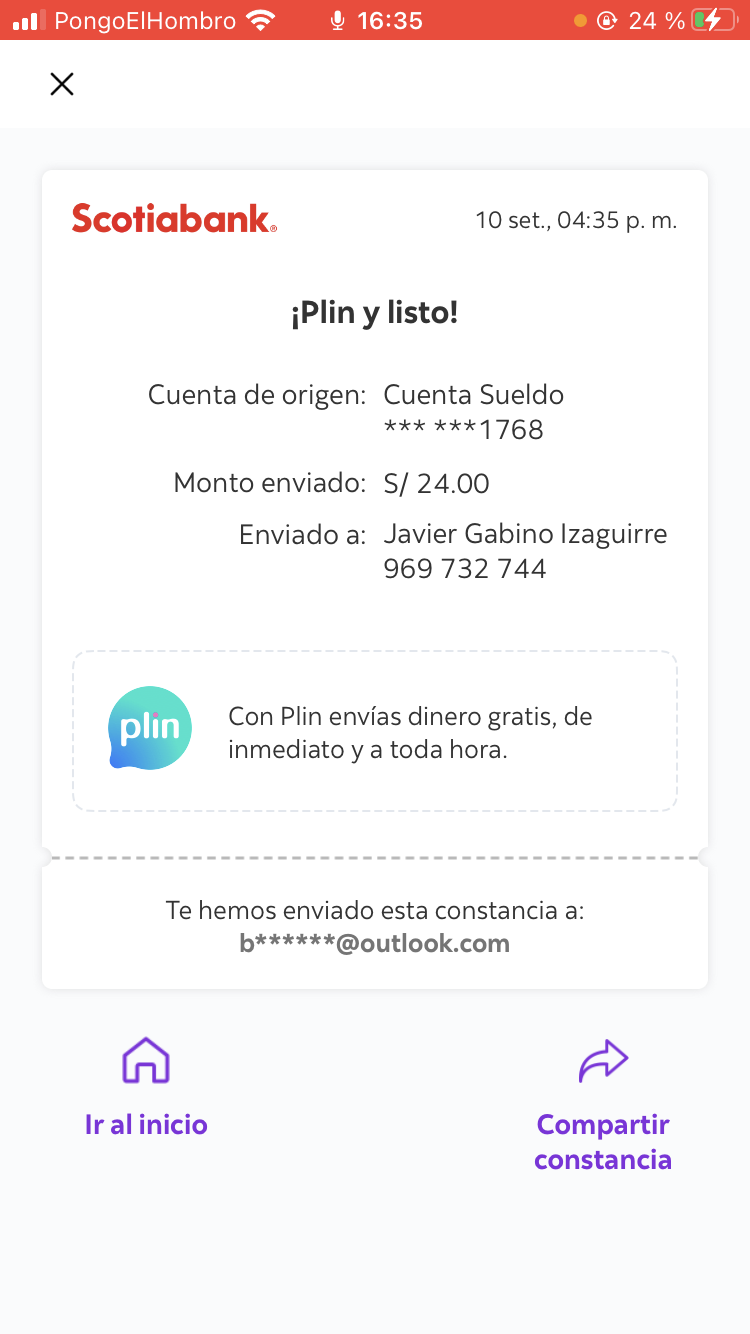 PongoElHombro 16:35 24 %
Scotiabank® 10 set., 04:35 p. m.
¡Plin y listo!
Cuenta de origen: Cuenta Sueldo
*** ***1768
Monto enviado: S/ 24.00
Enviado a: Javier Gabino Izaguirre
969 732 744
plin
Con Plin envías dinero gratis, de
inmediato y a toda hora.
Te hemos enviado esta constancia a:
b******@outlook.com
Ir al inicio
Compartir
constancia